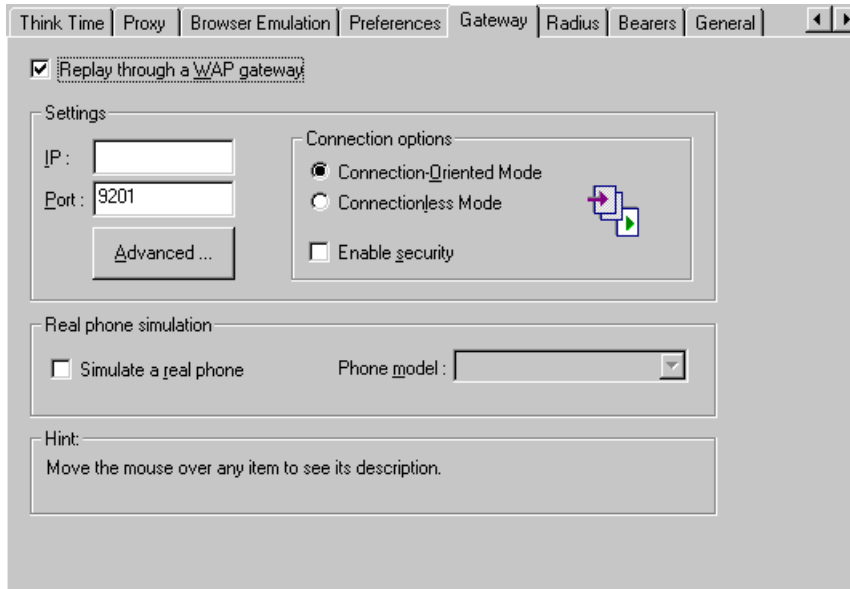 Think Time Proxy Browser Emulation Preferences Gateway Radius Bearers General
Replay through a WAP gateway
Settings
IP :
Port : 9201
Advanced ...
Connection options
Connection-Oriented Mode
Connectionless Mode
Enable security
Real phone simulation
Simulate a real phone Phone model :
Hint:
Move the mouse over any item to see its description.